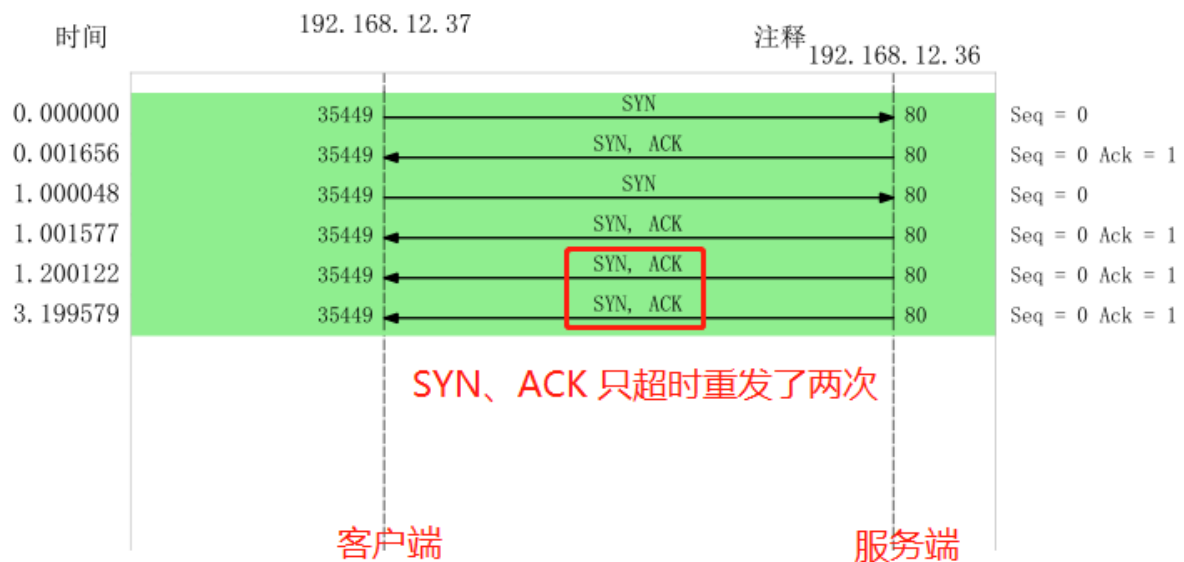 时间 192. 168. 12. 37 注释 192. 168. 12. 36
0. 000000 35449 SYN 80 Seq = 0
0. 001656 35449 SYN, ACK 80 Seq = 0 Ack = 1
1. 000048 35449 SYN 80 Seq = 0
1. 001577 35449 SYN, ACK 80 Seq = 0 Ack = 1
1. 200122 35449 SYN, ACK 80 Seq = 0 Ack = 1
3. 199579 35449 SYN, ACK 80 Seq = 0 Ack = 1
SYN、ACK 只超时重发了两次
客户端 服务端